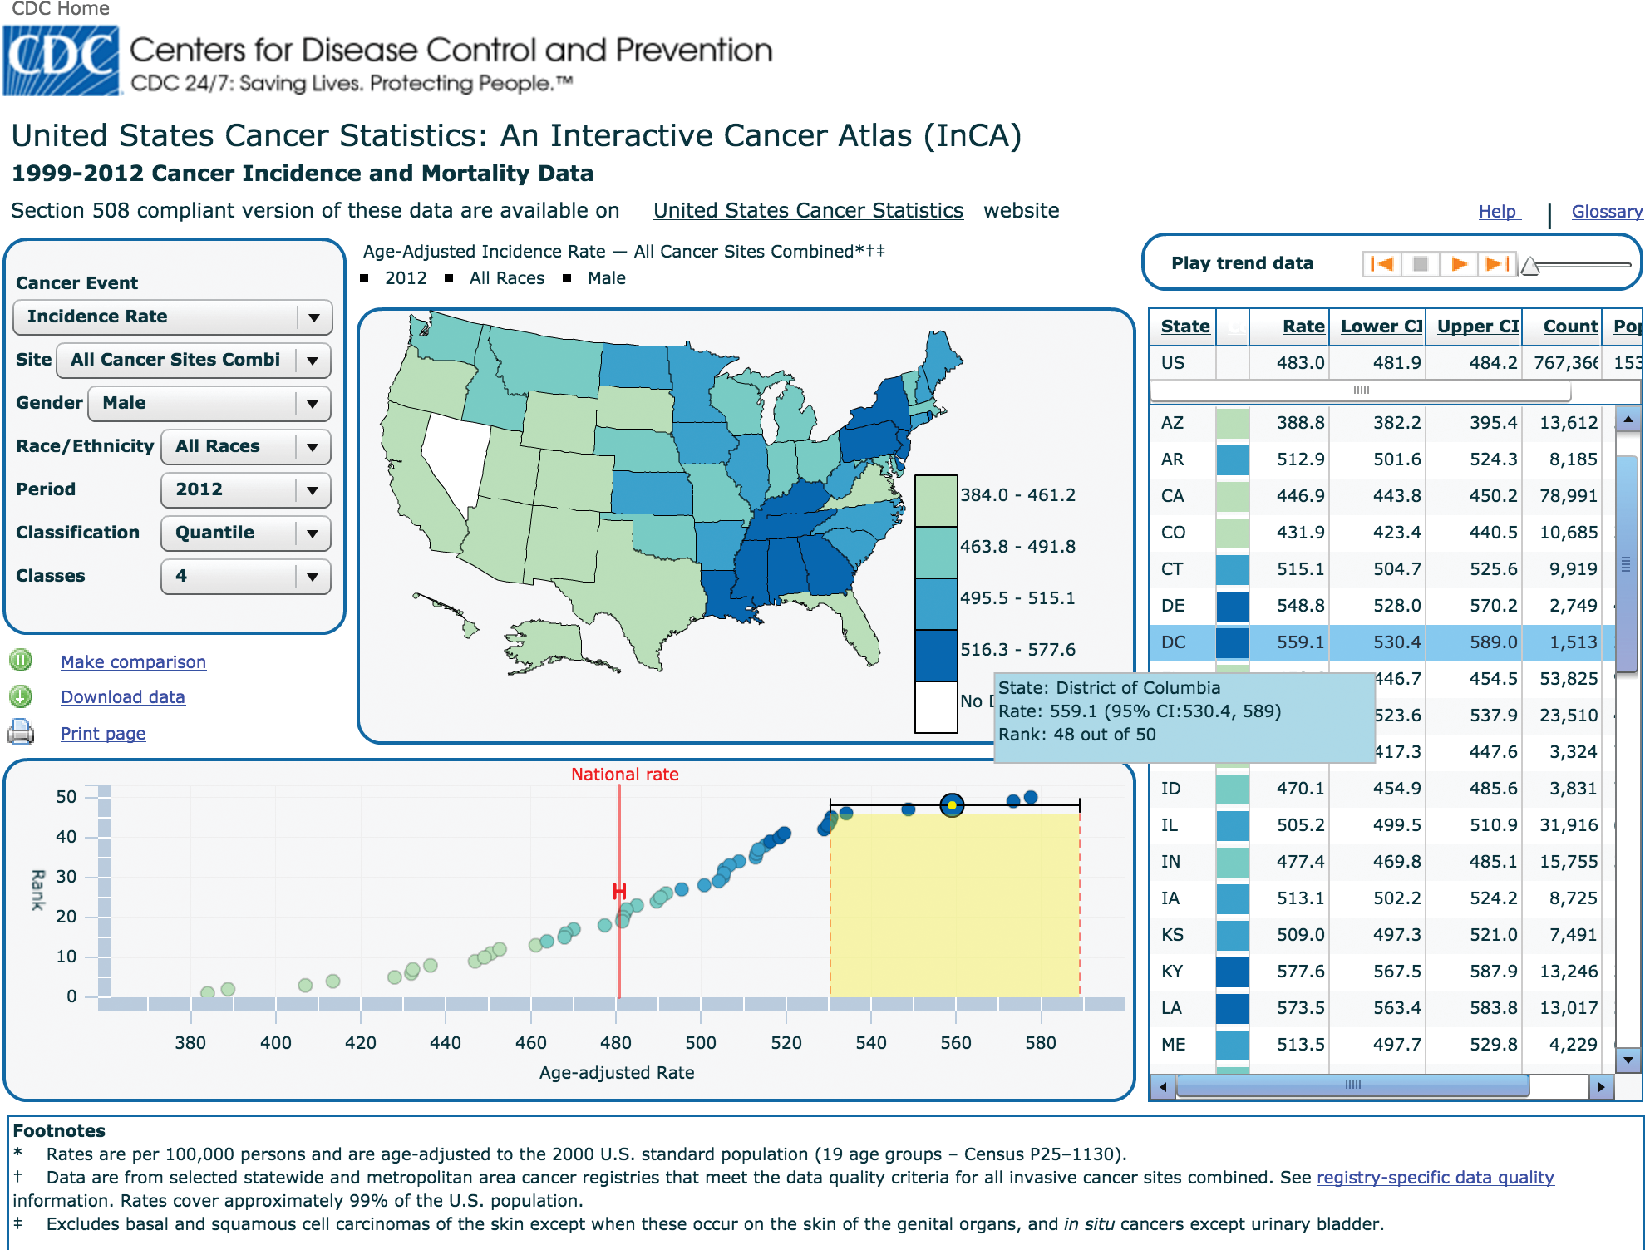 CDC Home
CDC Centers for Disease Control and Prevention
CDC 24/7: Saving Lives. Protecting People.™
United States Cancer Statistics: An Interactive Cancer Atlas (InCA)
1999-2012 Cancer Incidence and Mortality Data
Section 508 compliant version of these data are available on United States Cancer Statistics website
Help | Glossary
Cancer Event
Incidence Rate
Site All Cancer Sites Combi
Gender Male
Race/Ethnicity All Races
Period 2012
Classification Quantile
Classes 4
Make comparison
Download data
Print page
Age-Adjusted Incidence Rate — All Cancer Sites Combined*†‡
2012 All Races Male
384.0 - 461.2
463.8 - 491.8
495.5 - 515.1
516.3 - 577.6
No
State: District of Columbia
Rate: 559.1 (95% CI:530.4, 589)
Rank: 48 out of 50
Play trend data
State Rate Lower CI Upper CI Count
US 483.0 481.9 484.2 767,366 153
AZ 388.8 382.2 395.4 13,612
AR 512.9 501.6 524.3 8,185
CA 446.9 443.8 450.2 78,991
CO 431.9 423.4 440.5 10,685
CT 515.1 504.7 525.6 9,919
DE 548.8 528.0 570.2 2,749
DC 559.1 530.4 589.0 1,513
446.7 454.5 53,825
523.6 537.9 23,510
417.3 447.6 3,324
ID 470.1 454.9 485.6 3,831
IL 505.2 499.5 510.9 31,916
IN 477.4 469.8 485.1 15,755
IA 513.1 502.2 524.2 8,725
KS 509.0 497.3 521.0 7,491
KY 577.6 567.5 587.9 13,246
LA 573.5 563.4 583.8 13,017
ME 513.5 497.7 529.8 4,229
National rate
Rank
50
40
30
20
10
0
380 400 420 440 460 480 500 520 540 560 580
Age-adjusted Rate
Footnotes
* Rates are per 100,000 persons and are age-adjusted to the 2000 U.S. standard population (19 age groups – Census P25–1130).
† Data are from selected statewide and metropolitan area cancer registries that meet the data quality criteria for all invasive cancer sites combined. See registry-specific data quality
information. Rates cover approximately 99% of the U.S. population.
‡ Excludes basal and squamous cell carcinomas of the skin except when these occur on the skin of the genital organs, and in situ cancers except urinary bladder.